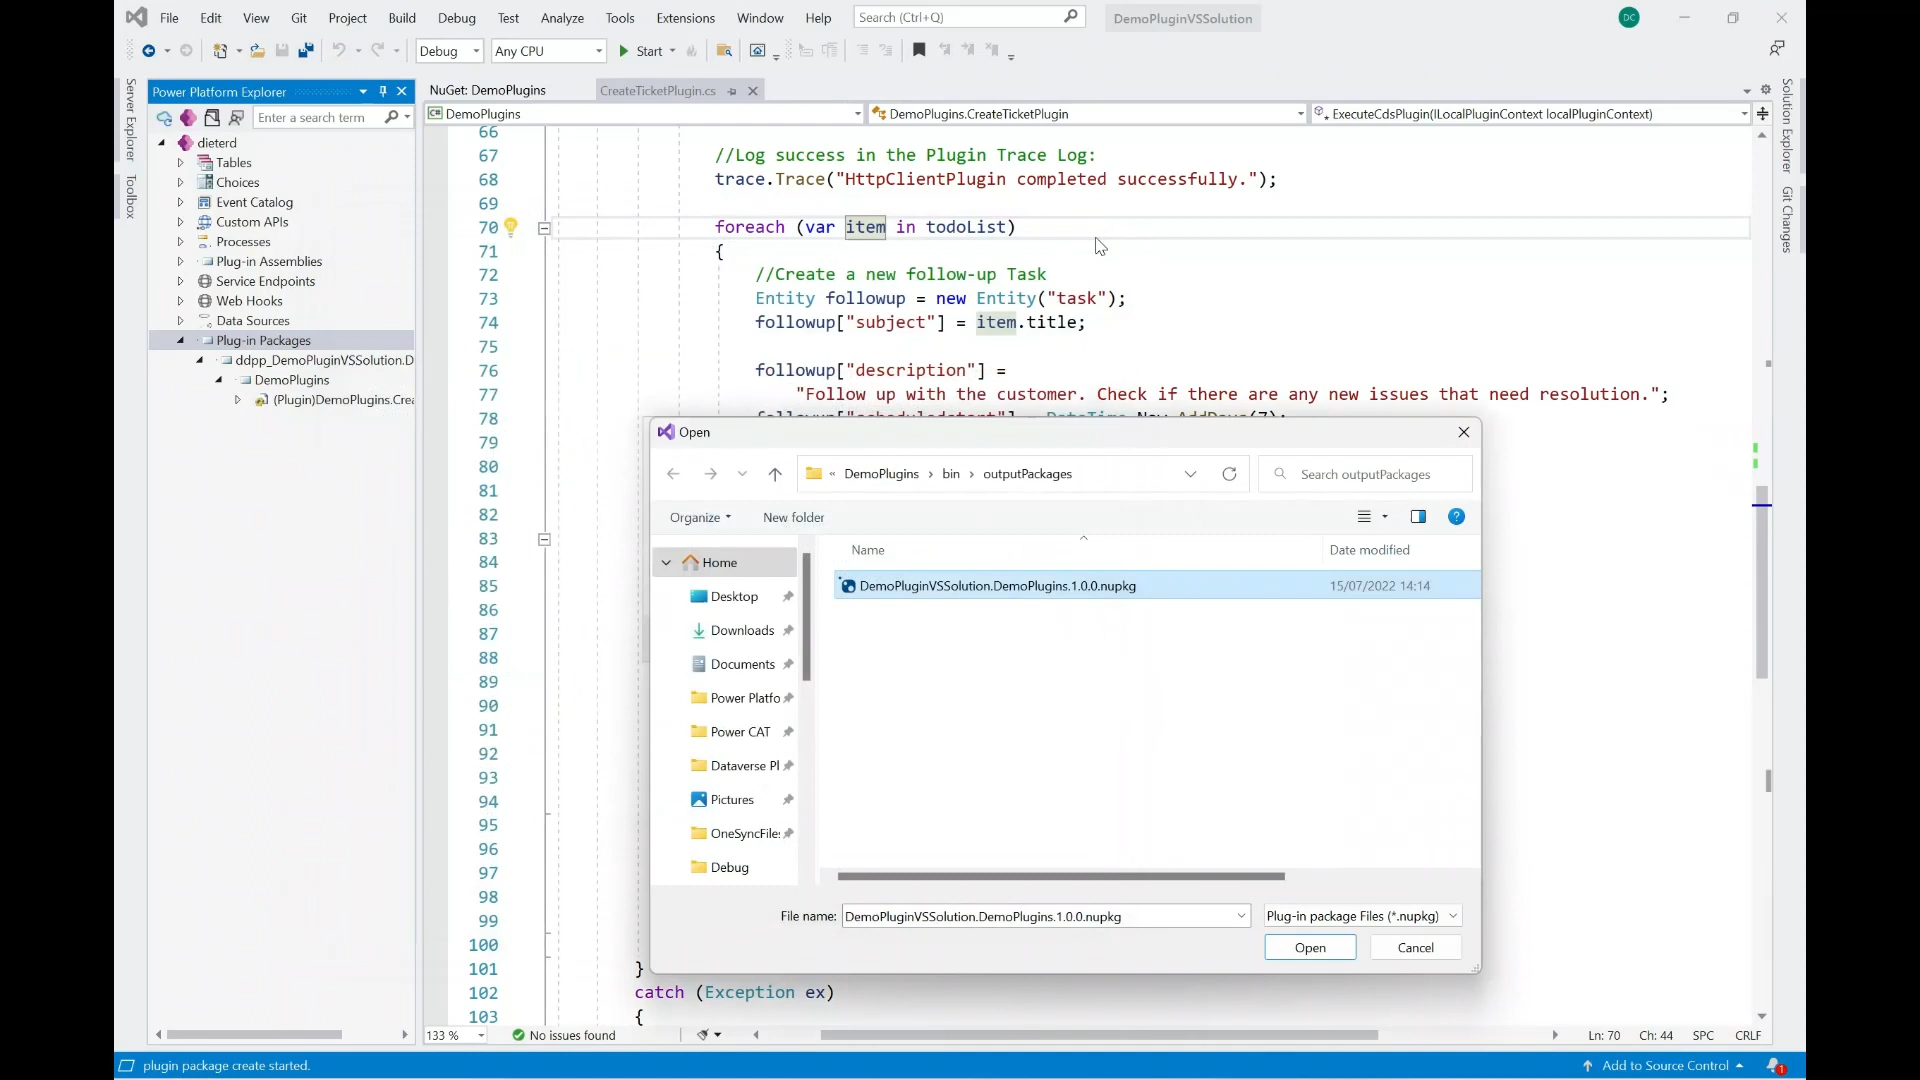 File Edit View Git Project Build Debug Test Analyze Tools Extensions Window Help Search (Ctrl+Q) DemoPluginVSSolution DC
Debug Any CPU Start
Server Explorer
Toolbox
Power Platform Explorer
Enter a search term
dieterd
Tables
Choices
Event Catalog
Custom APIs
Processes
Plug-in Assemblies
Service Endpoints
Web Hooks
Data Sources
Plug-in Packages
ddpp_DemoPluginVSSolution.D
DemoPlugins
(Plugin)DemoPlugins.Crea
NuGet: DemoPlugins CreateTicketPlugin.cs
DemoPlugins DemoPlugins.CreateTicketPlugin ExecuteCdsPlugin(ILocalPluginContext localPluginContext)
66
67 //Log success in the Plugin Trace Log:
68 trace.Trace("HttpClientPlugin completed successfully.");
69
70 foreach (var item in todoList)
71 {
72 //Create a new follow-up Task
73 Entity followup = new Entity("task");
74 followup["subject"] = item.title;
75
76 followup["description"] =
77 "Follow up with the customer. Check if there are any new issues that need resolution.";
78 followup["scheduledstart"] = DateTime.Now.AddDays(7);
79
80
81
82
83
84
85
86
87
88
89
90
91
92
93
94
95
96
97
98
99
100
101 }
102 catch (Exception ex)
103 {
Open
« DemoPlugins › bin › outputPackages Search outputPackages
Organize New folder
Home
Desktop
Downloads
Documents
Power Platfo
Power CAT
Dataverse Pl
Pictures
OneSyncFiles
Debug
Name Date modified
DemoPluginVSSolution.DemoPlugins.1.0.0.nupkg 15/07/2022 14:14
File name: DemoPluginVSSolution.DemoPlugins.1.0.0.nupkg Plug-in package Files (*.nupkg)
Open Cancel
Solution Explorer
Git Changes
133 % No issues found Ln: 70 Ch: 44 SPC CRLF
plugin package create started. Add to Source Control 1